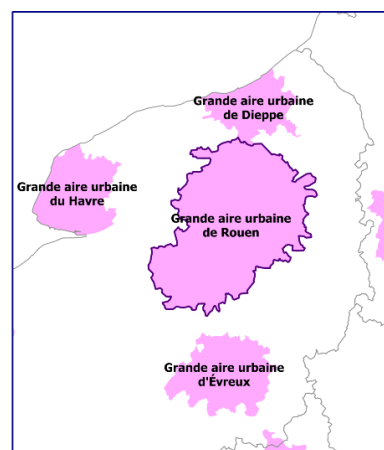 Grande aire urbaine
de Dieppe
Grande aire urbaine
du Havre
Grande aire urbaine
de Rouen
Grande aire urbaine
d'Évreux